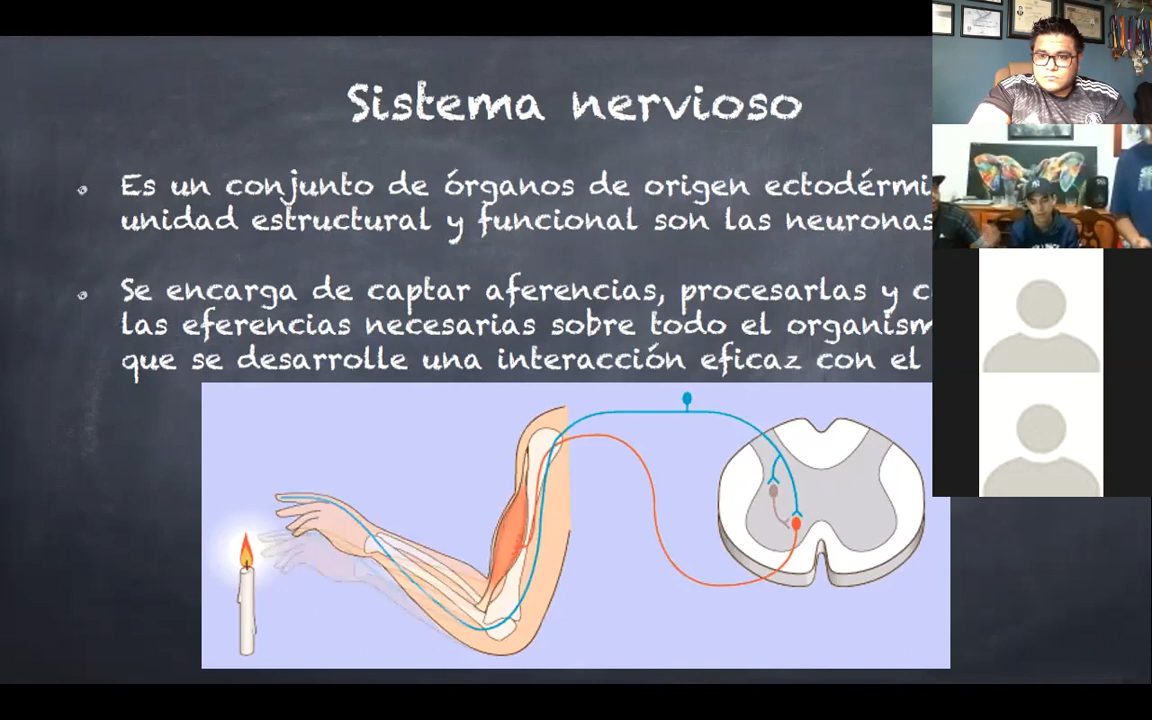 Sistema nervioso
Es un conjunto de órganos de origen ectodérmi
unidad estructural y funcional son las neuronas
Se encarga de captar aferencias, procesarlas y c
las eferencias necesarias sobre todo el organism
que se desarrolle una interacción eficaz con el